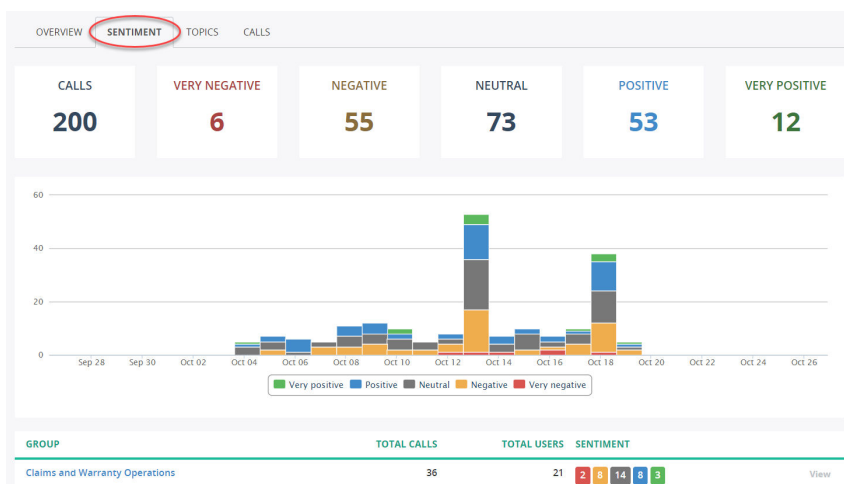 OVERVIEW SENTIMENT TOPICS CALLS
CALLS VERY NEGATIVE NEGATIVE NEUTRAL POSITIVE VERY POSITIVE
200 6 55 73 53 12
60
40
20
0
Sep 28 Sep 30 Oct 02 Oct 04 Oct 06 Oct 08 Oct 10 Oct 12 Oct 14 Oct 16 Oct 18 Oct 20 Oct 22 Oct 24 Oct 26
Very positive Positive Neutral Negative Very negative
GROUP TOTAL CALLS TOTAL USERS SENTIMENT
Claims and Warranty Operations 36 21 2 8 14 8 3 View